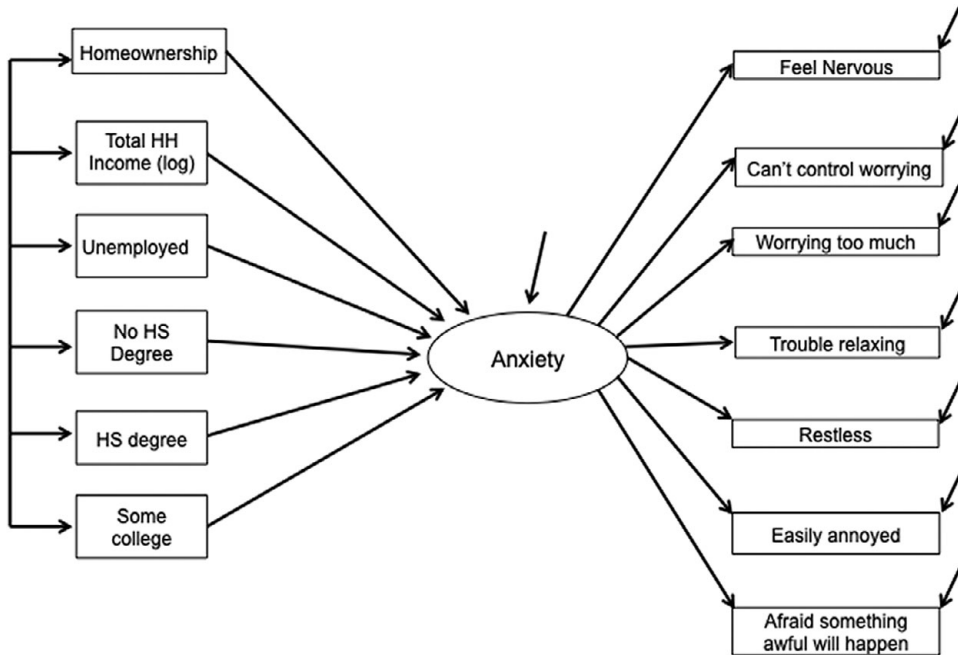 Homeownership
Total HH
Income (log)
Unemployed
No HS
Degree
HS degree
Some
college
Anxiety
Feel Nervous
Can't control worrying
Worrying too much
Trouble relaxing
Restless
Easily annoyed
Afraid something
awful will happen